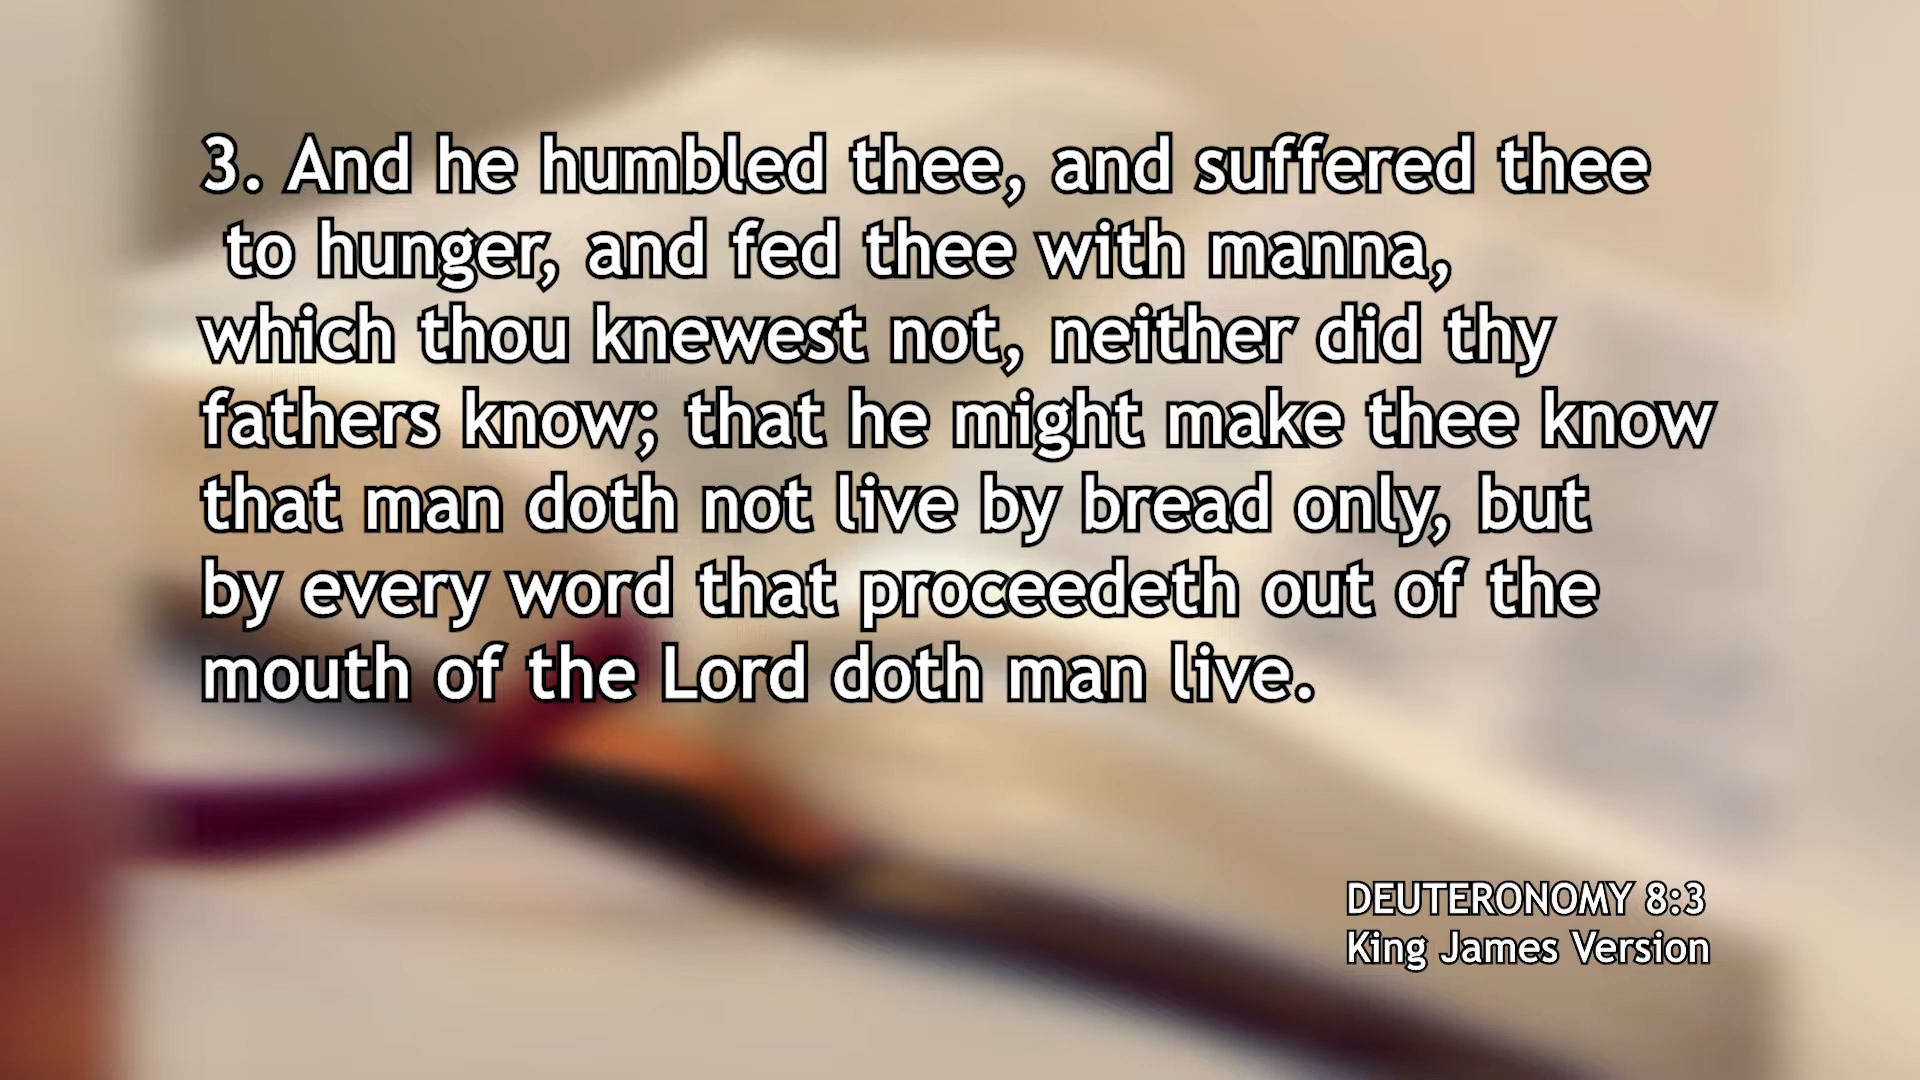 3. And he humbled thee, and suffered thee
to hunger, and fed thee with manna,
which thou knewest not, neither did thy
fathers know; that he might make thee know
that man doth not live by bread only, but
by every word that proceedeth out of the
mouth of the Lord doth man live.
DEUTERONOMY 8:3
King James Version